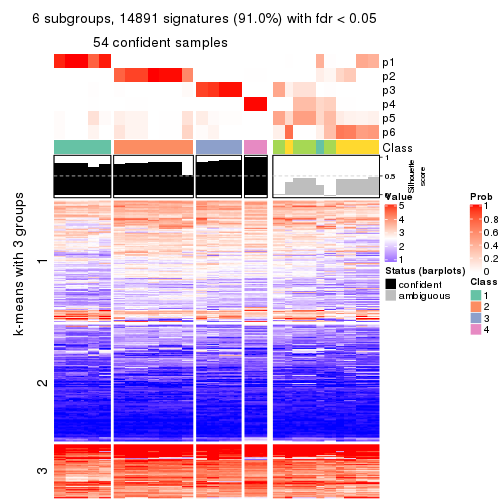 6 subgroups, 14891 signatures (91.0%) with fdr < 0.05
54 confident samples
p1
p2
p3
p4
p5
p6
Class
1
0.5
0
Silhouette
score
k-means with 3 groups
1
2
3
Value
5
4
3
2
1
Status (barplots)
confident
ambiguous
Prob
1
0.8
0.6
0.4
0.2
0
Class
1
2
3
4